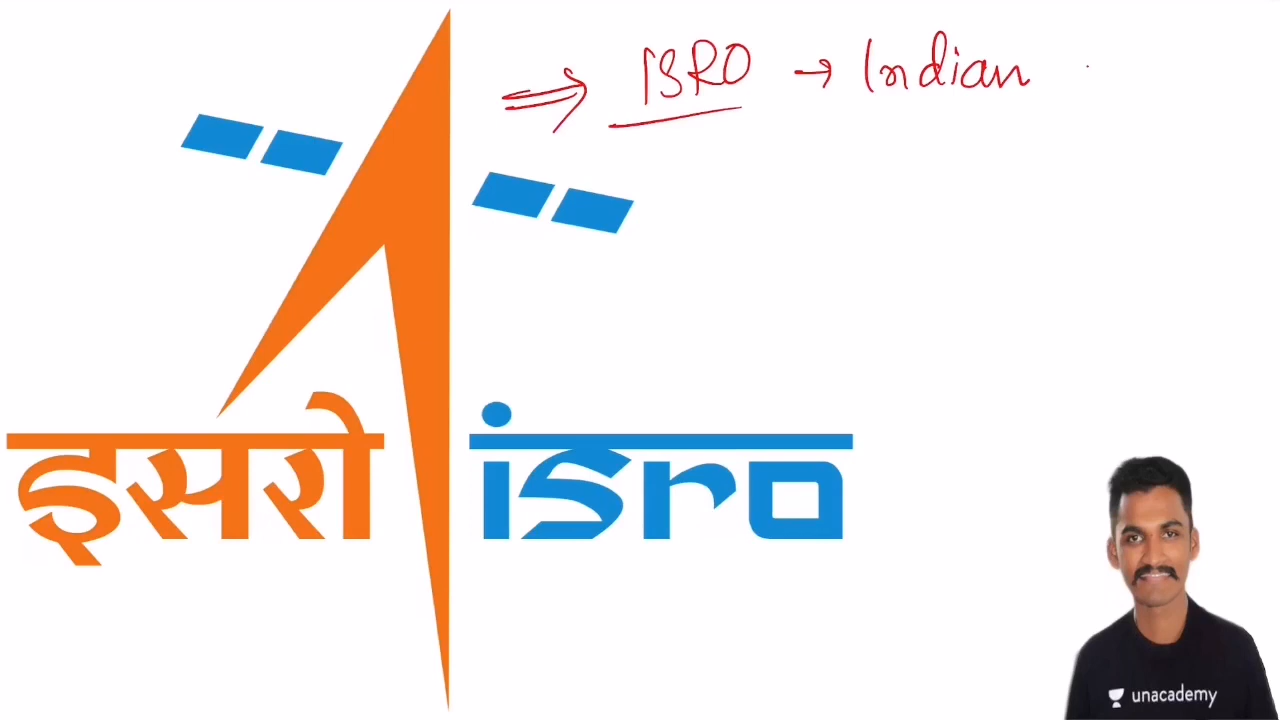 ⇒ ISRO → Indian
इसरो isro
unacademy